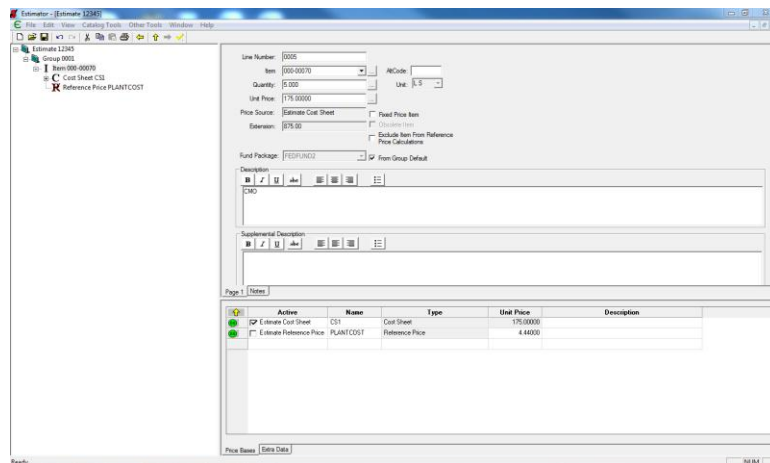 Estimator - [Estimate 12345]
File Edit View Catalog Tools Other Tools Window Help
Estimate 12345
Group 0001
Item 000-00070
C Cost Sheet CS1
R Reference Price PLANTCOST
Line Number: 0005
Item: 000-00070 ... AltCode:
Quantity: 5.000 ... Unit: LS
Unit Price: 175.00000 ...
Price Source: Estimate Cost Sheet Fixed Price Item
Extension: 875.00 Obsolete Item
Exclude Item From Reference
Price Calculations
Fund Package: FEDFUND2 From Group Default
Description
B I U abc
CMO
Supplemental Description
B I U abc
Page 1 Notes
Active Name Type Unit Price Description
Estimate Cost Sheet CS1 Cost Sheet 175.00000
Estimate Reference Price PLANTCOST Reference Price 4.44000
Price Bases Extra Data
Ready NUM